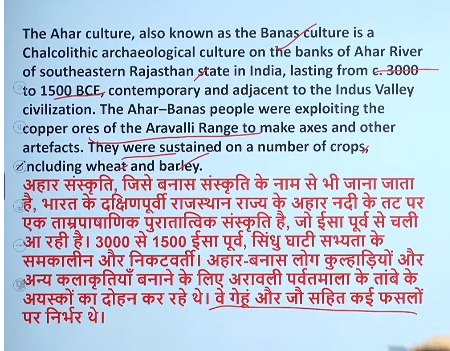 The Ahar culture, also known as the Banas culture is a
Chalcolithic archaeological culture on the banks of Ahar River
of southeastern Rajasthan state in India, lasting from c. 3000
to 1500 BCE, contemporary and adjacent to the Indus Valley
civilization. The Ahar–Banas people were exploiting the
copper ores of the Aravalli Range to make axes and other
artefacts. They were sustained on a number of crops,
including wheat and barley.
अहार संस्कृति, जिसे बनास संस्कृति के नाम से भी जाना जाता
है, भारत के दक्षिणपूर्वी राजस्थान राज्य के अहार नदी के तट पर
एक ताम्रपाषाणिक पुरातात्विक संस्कृति है, जो ईसा पूर्व से चली
आ रही है। 3000 से 1500 ईसा पूर्व, सिंधु घाटी सभ्यता के
समकालीन और निकटवर्ती। अहार-बनास लोग कुल्हाड़ियों और
अन्य कलाकृतियाँ बनाने के लिए अरावली पर्वतमाला के तांबे के
अयस्कों का दोहन कर रहे थे। वे गेहूं और जौ सहित कई फसलों
पर निर्भर थे।